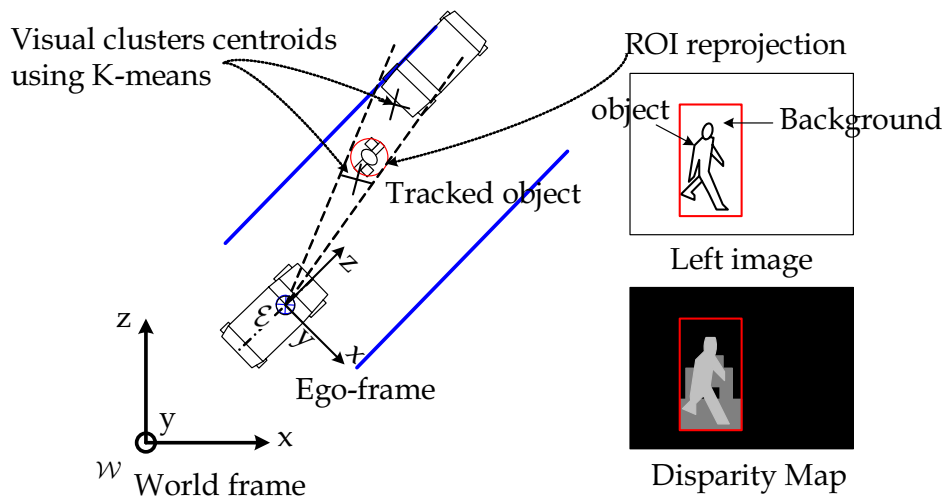 Visual clusters centroids
using K-means
ROI reprojection
object
Background
Tracked object
Left image
z
ℰ
y
x
Ego-frame
z
y
x
𝒲
World frame
Disparity Map